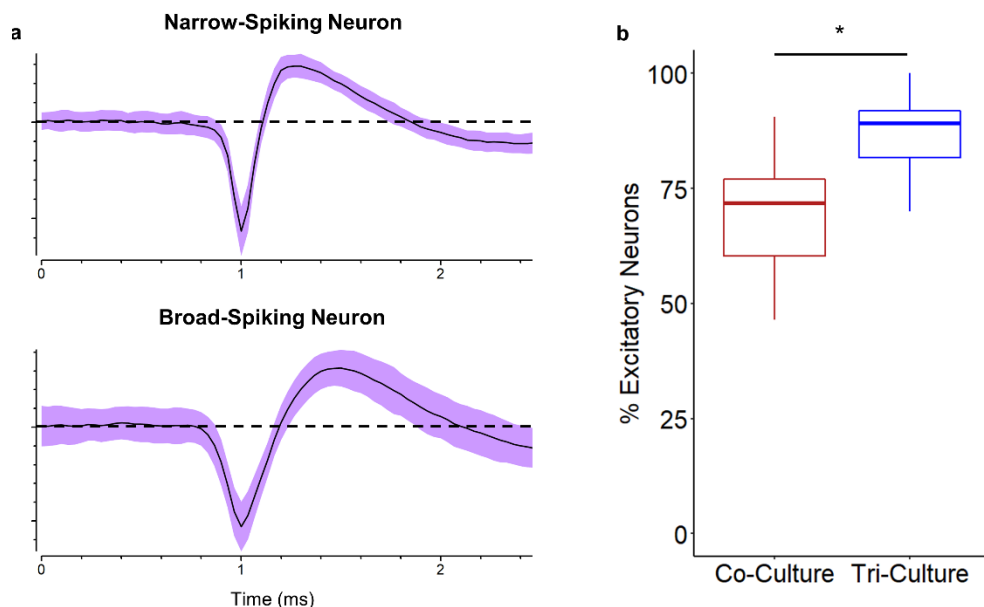 a
Narrow-Spiking Neuron
0 1 2
Broad-Spiking Neuron
0 1 2
Time (ms)
b
*
% Excitatory Neurons
100
75
50
25
0
Co-Culture Tri-Culture